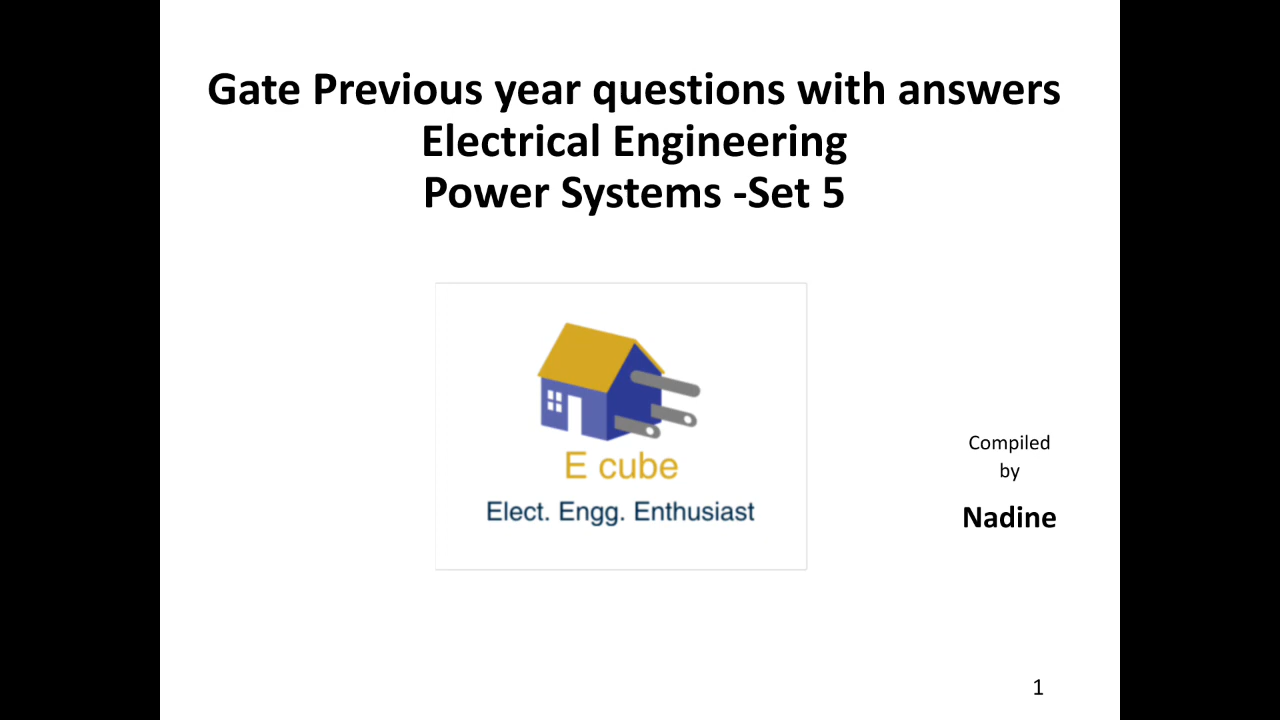 Gate Previous year questions with answers
Electrical Engineering
Power Systems -Set 5
E cube
Elect. Engg. Enthusiast
Compiled
by
Nadine
1